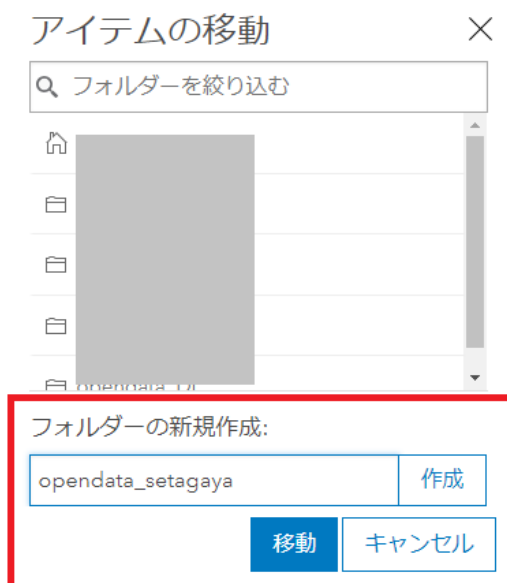 アイテムの移動
フォルダーを絞り込む
フォルダーの新規作成:
opendata_setagaya 作成
移動 キャンセル